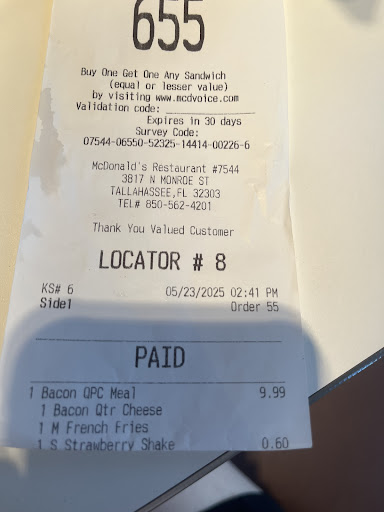 655
Buy One Get One Any Sandwich
(equal or lesser value)
by visiting www.mcdvoice.com
Validation code: _______________
Expires in 30 days
Survey Code:
07544-06550-52325-14414-00226-6
McDonald's Restaurant #7544
3817 N MONROE ST
TALLAHASSEE,FL 32303
TEL# 850-562-4201
Thank You Valued Customer
LOCATOR # 8
KS# 6 05/23/2025 02:41 PM
Side1 Order 55
PAID
1 Bacon QPC Meal 9.99
1 Bacon Qtr Cheese
1 M French Fries
1 S Strawberry Shake 0.60